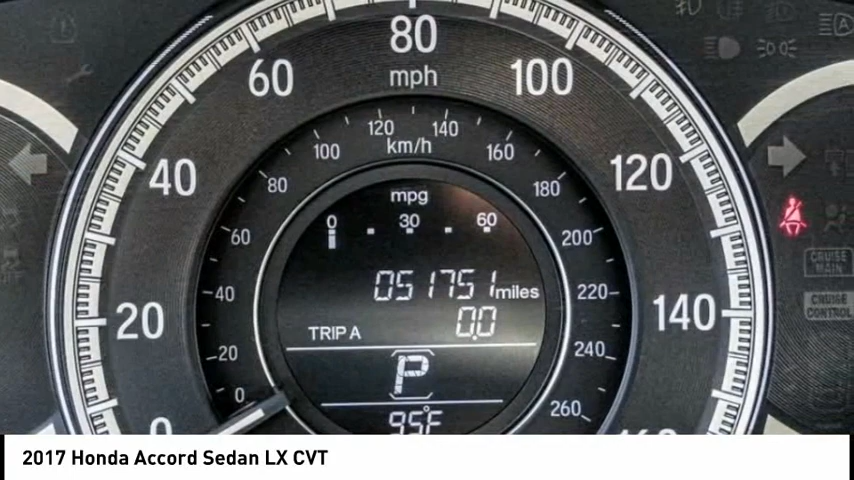 80
mph
60
100
40
120
20
140
0
120
140
km/h
100
160
80
180
60
200
40
220
20
240
0
260
mpg
0 30 60
051751 miles
TRIP A 0.0
P
95°F
CRUISE
MAIN
CRUISE
CONTROL
2017 Honda Accord Sedan LX CVT